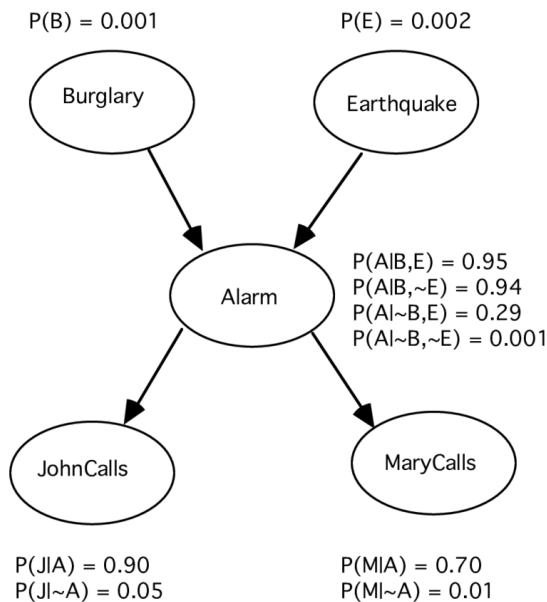 P(B) = 0.001
P(E) = 0.002
Burglary
Earthquake
Alarm
P(A|B,E) = 0.95
P(A|B,~E) = 0.94
P(A|~B,E) = 0.29
P(A|~B,~E) = 0.001
JohnCalls
MaryCalls
P(J|A) = 0.90
P(J|~A) = 0.05
P(M|A) = 0.70
P(M|~A) = 0.01